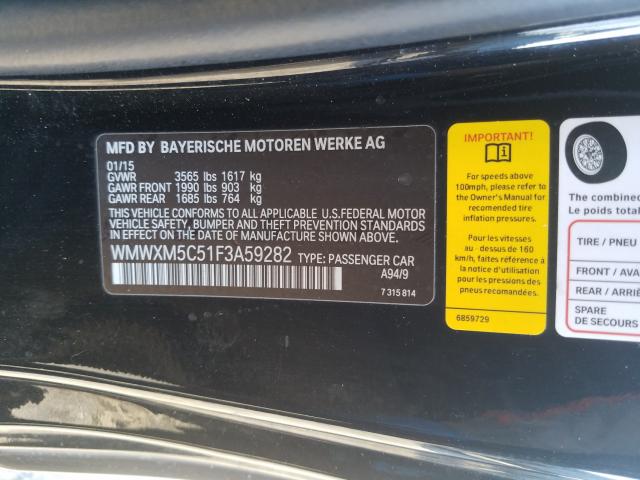 MFD BY BAYERISCHE MOTOREN WERKE AG
01/15
GVWR 3565 lbs 1617 kg
GAWR FRONT 1990 lbs 903 kg
GAWR REAR 1685 lbs 764 kg
THIS VEHICLE CONFORMS TO ALL APPLICABLE U.S.FEDERAL MOTOR
VEHICLE SAFETY, BUMPER AND THEFT PREVENTION STANDARDS
IN EFFECT ON THE DATE OF MANUFACTURE SHOWN ABOVE.
WMWXM5C51F3A59282 TYPE: PASSENGER CAR
A94/9
7 315 814
IMPORTANT!
For speeds above
100mph, please refer to
the Owner's Manual for
recomended tire
inflation pressures.
Pour les vitesses
au - dessus de 160
km/h, faites référence
à la notice d'utilisation
pour les pressions des
pneus recomandées.
6859729
The combined
Le poids total
TIRE / PNEU
FRONT / AVA
REAR / ARRIÈ
SPARE
DE SECOURS